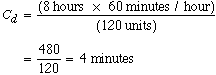 C_d = (8 hours × 60 minutes / hour) / (120 units)
= 480 / 120 = 4 minutes